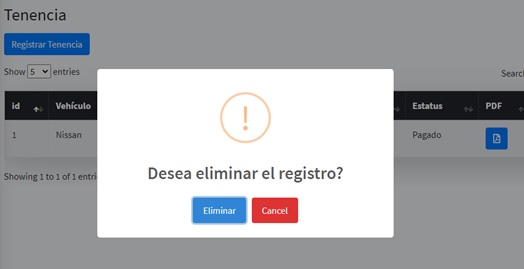 Tenencia
Registrar Tenencia
Show 5 entries
Search
id Vehículo Estatus PDF
1 Nissan Pagado
!
Desea eliminar el registro?
Eliminar Cancel
Showing 1 to 1 of 1 entri